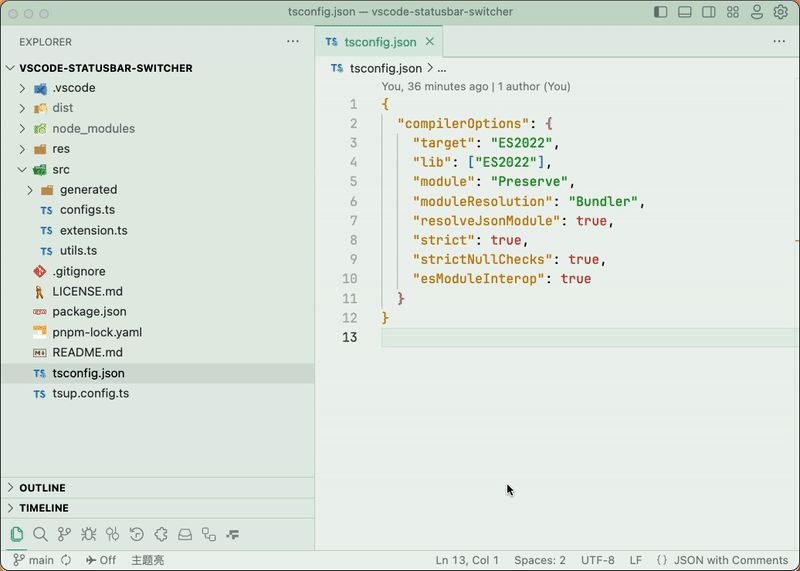 tsconfig.json — vscode-statusbar-switcher
EXPLORER
VSCODE-STATUSBAR-SWITCHER
.vscode
dist
node_modules
res
src
generated
TS configs.ts
TS extension.ts
TS utils.ts
.gitignore
LICENSE.md
package.json
pnpm-lock.yaml
README.md
TS tsconfig.json
TS tsup.config.ts
OUTLINE
TIMELINE
TS tsconfig.json
TS tsconfig.json > ...
You, 36 minutes ago | 1 author (You)
1 {
2 "compilerOptions": {
3 "target": "ES2022",
4 "lib": ["ES2022"],
5 "module": "Preserve",
6 "moduleResolution": "Bundler",
7 "resolveJsonModule": true,
8 "strict": true,
9 "strictNullChecks": true,
10 "esModuleInterop": true
11 }
12 }
13
main Off 主题亮 Ln 13, Col 1 Spaces: 2 UTF-8 LF {} JSON with Comments